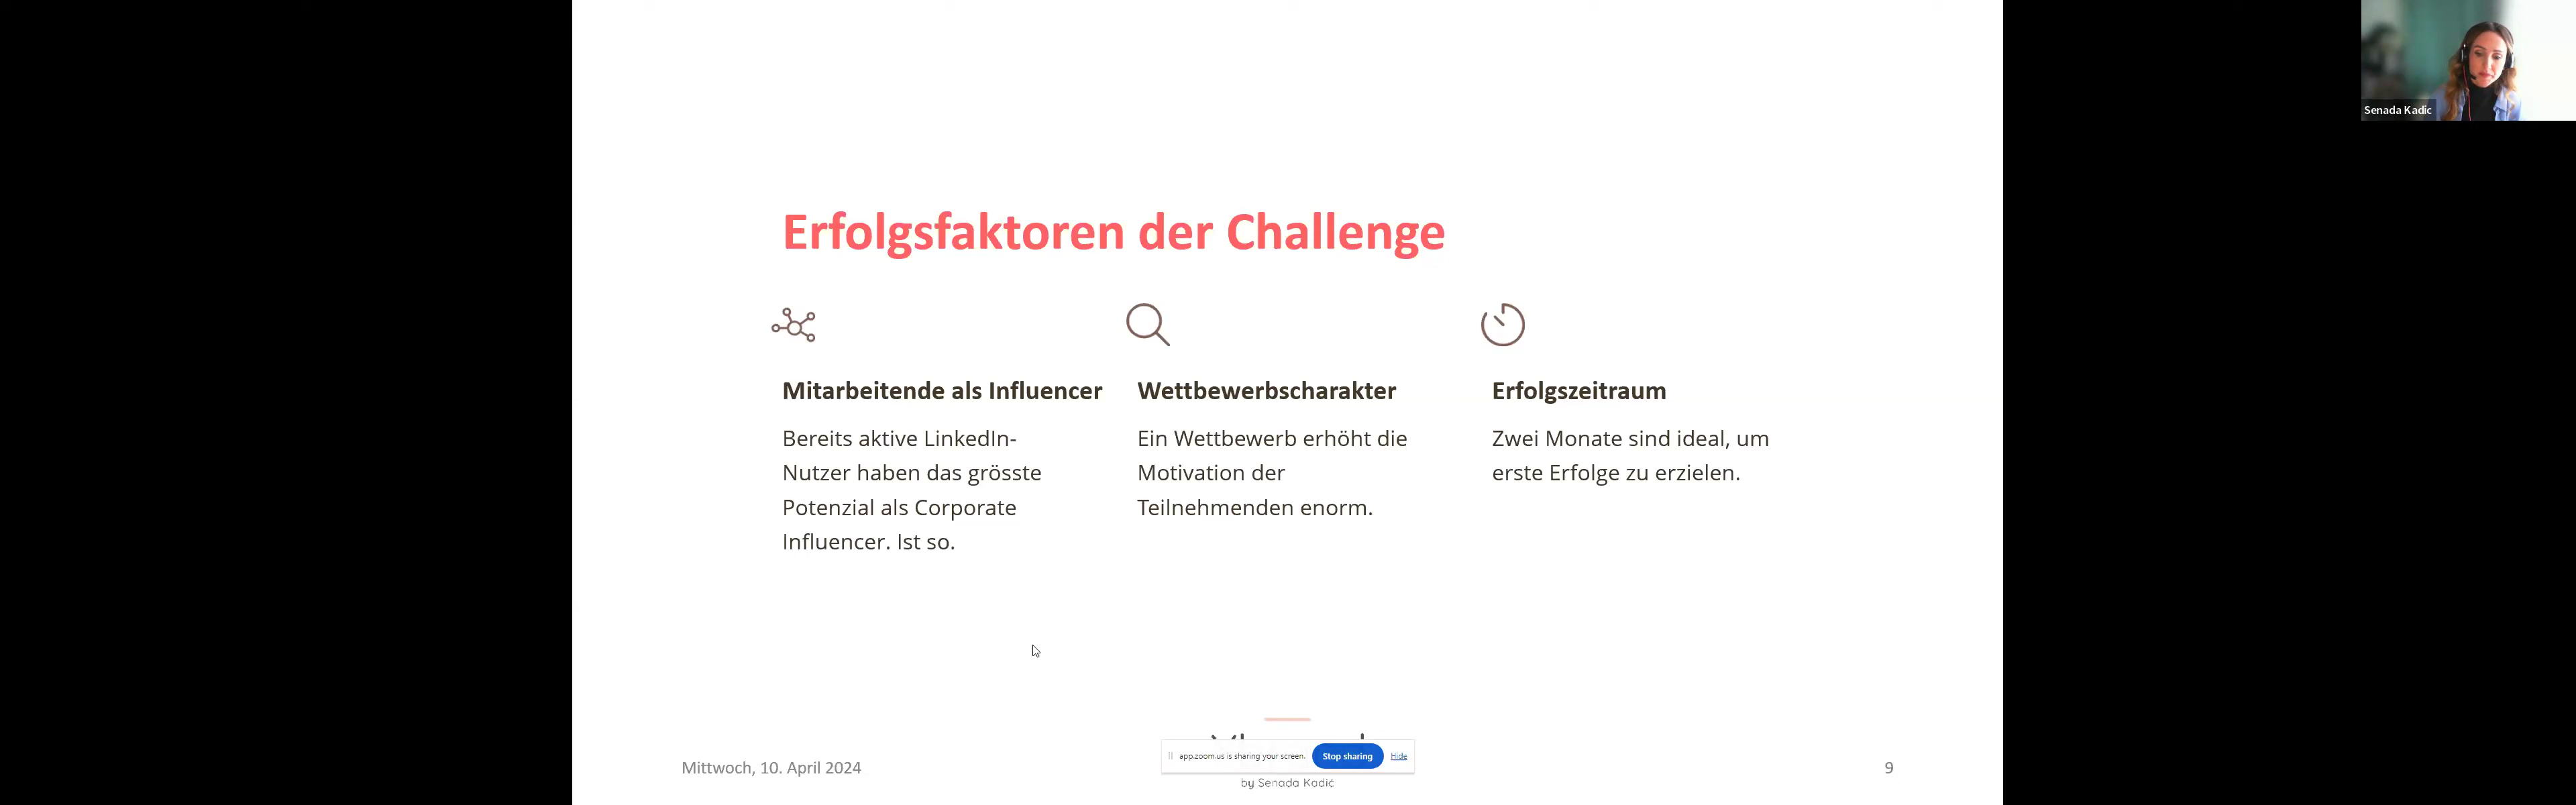 Senada Kadic
Erfolgsfaktoren der Challenge
Mitarbeitende als Influencer
Bereits aktive LinkedIn-
Nutzer haben das grösste
Potenzial als Corporate
Influencer. Ist so.
Wettbewerbscharakter
Ein Wettbewerb erhöht die
Motivation der
Teilnehmenden enorm.
Erfolgszeitraum
Zwei Monate sind ideal, um
erste Erfolge zu erzielen.
app.zoom.us is sharing your screen.
Stop sharing
Hide
Mittwoch, 10. April 2024
by Senada Kadić
9